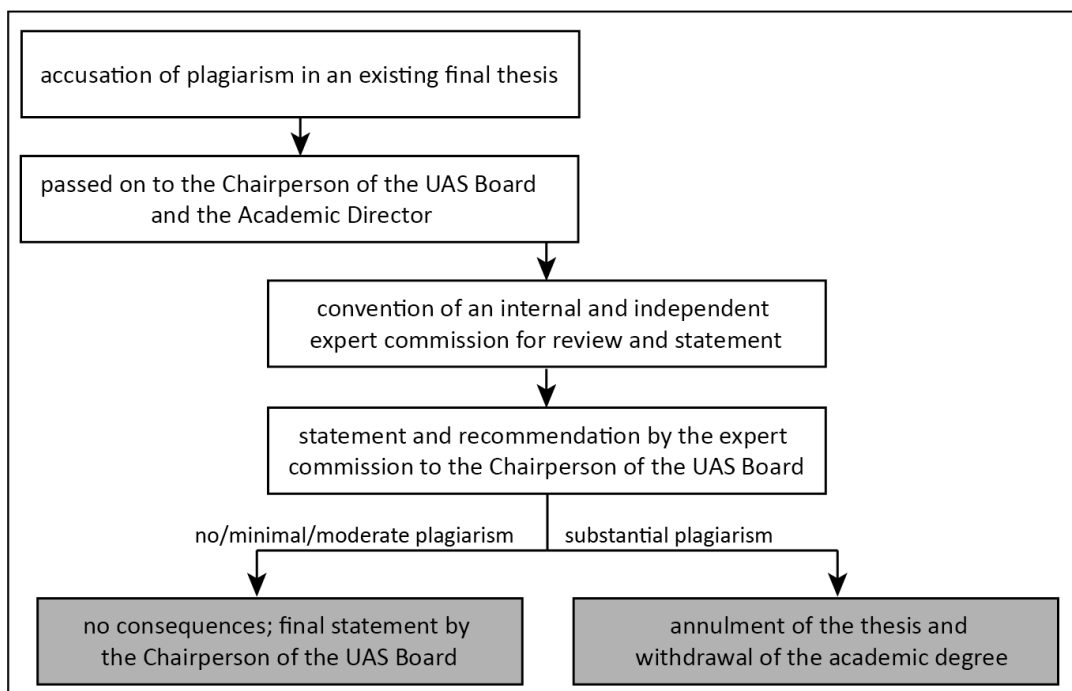 accusation of plagiarism in an existing final thesis
passed on to the Chairperson of the UAS Board
and the Academic Director
convention of an internal and independent
expert commission for review and statement
statement and recommendation by the expert
commission to the Chairperson of the UAS Board
no/minimal/moderate plagiarism
substantial plagiarism
no consequences; final statement by
the Chairperson of the UAS Board
annulment of the thesis and
withdrawal of the academic degree